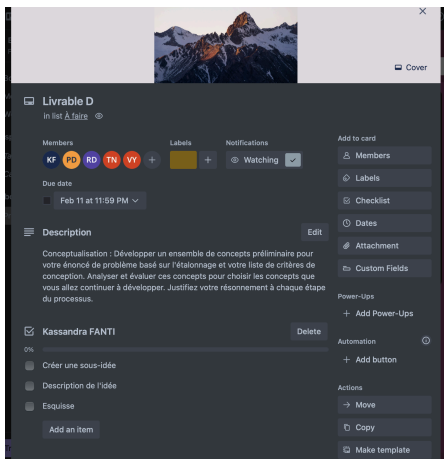 Cover
Livrable D
in list À faire
Members
Labels
Notifications
KF PD RD TN VY + + Watching
Due date
Feb 11 at 11:59 PM
Description
Edit
Conceptualisation : Développer un ensemble de concepts préliminaire pour
votre énoncé de problème basé sur l'étalonnage et votre liste de critères de
conception. Analyser et évaluer ces concepts pour choisir les concepts que
vous allez continuer à développer. Justifiez votre résonnement à chaque étape
du processus.
Kassandra FANTI
Delete
0%
Créer une sous-idée
Description de l'idée
Esquisse
Add an item
Add to card
Members
Labels
Checklist
Dates
Attachment
Custom Fields
Power-Ups
+ Add Power-Ups
Automation
+ Add button
Actions
Move
Copy
Make template